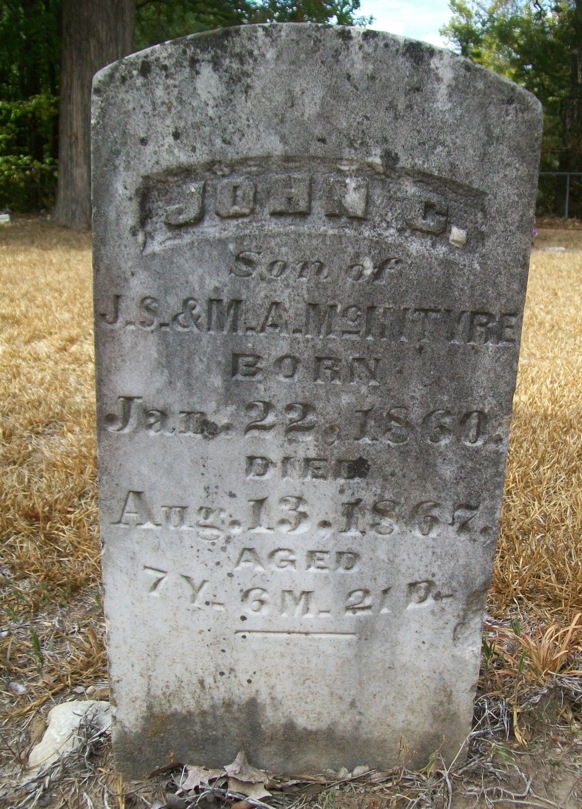 JOHN C.
Son of
J.S. & M.A. McINTYRE
BORN
Jan. 22, 1860.
DIED
Aug. 13, 1867.
AGED
7 Y. 6 M. 21 D.